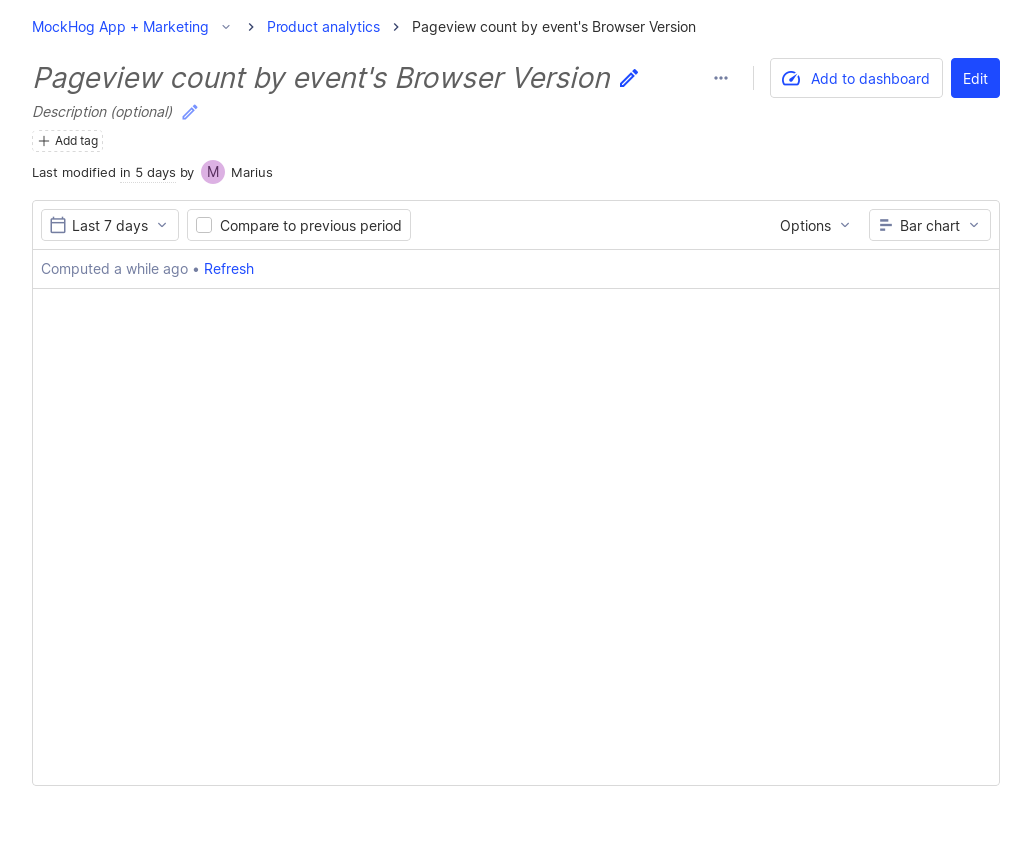 MockHog App + Marketing Product analytics Pageview count by event's Browser Version
Pageview count by event's Browser Version
Add to dashboard
Edit
Description (optional)
Add tag
Last modified in 5 days by M Marius
Last 7 days Compare to previous period Options Bar chart
Computed a while ago • Refresh